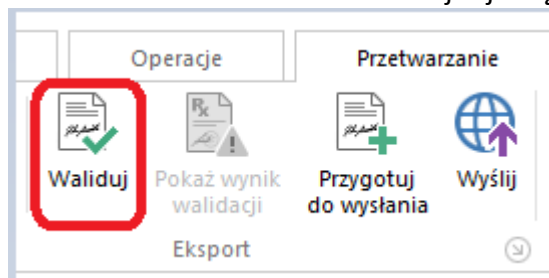 Operacje
Przetwarzanie
Waliduj
Pokaż wynik
walidacji
Przygotuj
do wysłania
Wyślij
Eksport